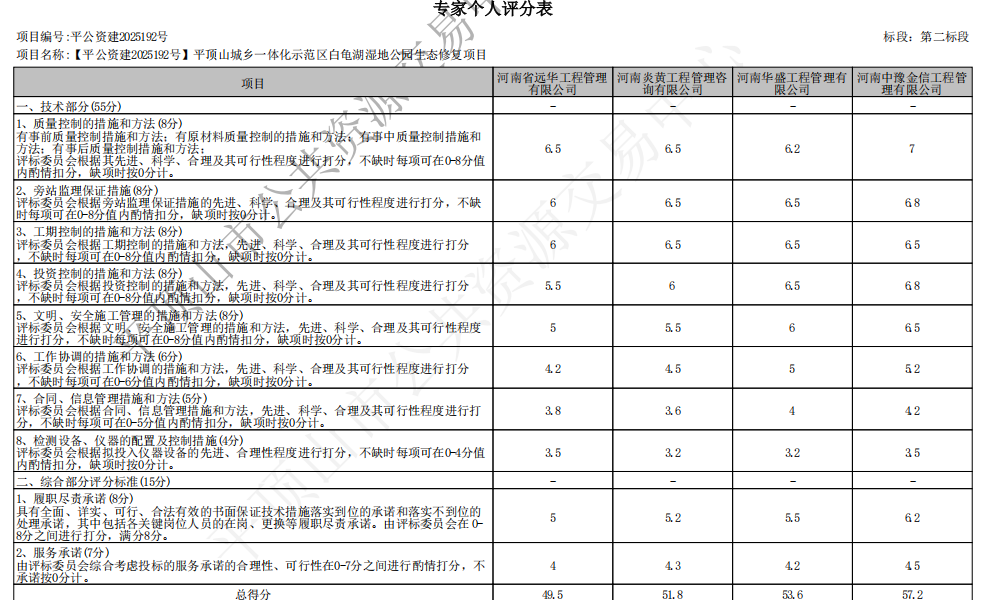 专家个人评分表
项目编号:平公资建2025192号 标段：第二标段
项目名称:【平公资建2025192号】平顶山城乡一体化示范区白龟湖湿地公园生态修复项目
项目 河南省远华工程管理有限公司 河南炎黄工程管理咨询有限公司 河南华盛工程管理有限公司 河南中豫金信工程管理有限公司
一、技术部分(55分) — — — —
1、质量控制的措施和方法(8分)
有事前质量控制措施和方法；有原材料质量控制的措施和方法；有事中质量控制措施和
方法；有事后质量控制措施和方法；
评标委员会根据其先进、科学、合理及其可行性程度进行打分，不缺时每项可在0-8分值
内酌情扣分，缺项时按0分计。
6.5 6.5 6.2 7
2、旁站监理保证措施(8分)
评标委员会根据旁站监理保证措施的先进、科学、合理及其可行性程度进行打分，不缺
时每项可在0-8分值内酌情扣分，缺项时按0分计。
6 6.5 6.5 6.8
3、工期控制的措施和方法(8分)
评标委员会根据工期控制的措施和方法，先进、科学、合理及其可行性程度进行打分
，不缺时每项可在0-8分值内酌情扣分，缺项时按0分计。
6 6.5 6.5 6.5
4、投资控制的措施和方法(8分)
评标委员会根据投资控制的措施和方法，先进、科学、合理及其可行性程度进行打分
，不缺时每项可在0-8分值内酌情扣分，缺项时按0分计。
5.5 6 6.5 6.8
5、文明、安全施工管理的措施和方法(8分)
评标委员会根据文明、安全施工管理的措施和方法，先进、科学、合理及其可行性程度
进行打分，不缺时每项可在0-8分值内酌情扣分，缺项时按0分计。
5 5.5 6 6.5
6、工作协调的措施和方法(6分)
评标委员会根据工作协调的措施和方法，先进、科学、合理及其可行性程度进行打分
，不缺时每项可在0-6分值内酌情扣分，缺项时按0分计。
4.2 4.5 5 5.2
7、合同、信息管理措施和方法(5分)
评标委员会根据合同、信息管理措施和方法，先进、科学、合理及其可行性程度进行打
分，不缺时每项可在0-5分值内酌情扣分，缺项时按0分计。
3.8 3.6 4 4.2
8、检测设备、仪器的配置及控制措施(4分)
评标委员会根据拟投入仪器设备的先进、合理性程度进行打分，不缺时每项可在0-4分值
内酌情扣分，缺项时按0分计。
3.5 3.2 3.2 3.5
二、综合部分评分标准(15分) — — — —
1、履职尽责承诺(8分)
具有全面、详实、可行、合法有效的书面保证技术措施落实到位的承诺和落实不到位的
处理承诺，其中包括各关键岗位人员的在岗、更换等履职尽责承诺。由评标委员会在0-
8分之间进行打分，满分8分。
5 5.2 5.5 6.2
2、服务承诺(7分)
由评标委员会综合考虑投标的服务承诺的合理性、可行性在0-7分之间进行酌情打分，不
承诺按0分计。
4 4.3 4.2 4.5
总得分 49.5 51.8 53.6 57.2
平顶山市公共资源交易中
平顶山市公共资源交易中心